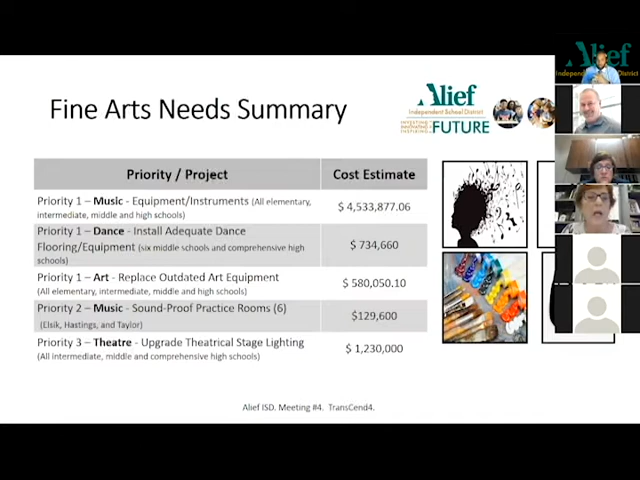 Fine Arts Needs Summary
Alief
Independent School District
INVESTING
INNOVATING
INSPIRING
FUTURE
Alief
Priority / Project
Cost Estimate
Priority 1 – Music - Equipment/Instruments (All elementary,
intermediate, middle and high schools)
$ 4,533,877.06
Priority 1 – Dance - Install Adequate Dance
Flooring/Equipment (six middle schools and comprehensive high
schools)
$ 734,660
Priority 1 – Art - Replace Outdated Art Equipment
(All elementary, intermediate, middle and high schools)
$ 580,050.10
Priority 2 – Music - Sound-Proof Practice Rooms (6)
(Elsik, Hastings, and Taylor)
$129,600
Priority 3 – Theatre - Upgrade Theatrical Stage Lighting
(All intermediate, middle and comprehensive high schools)
$ 1,230,000
Alief ISD. Meeting #4. TransCend4.